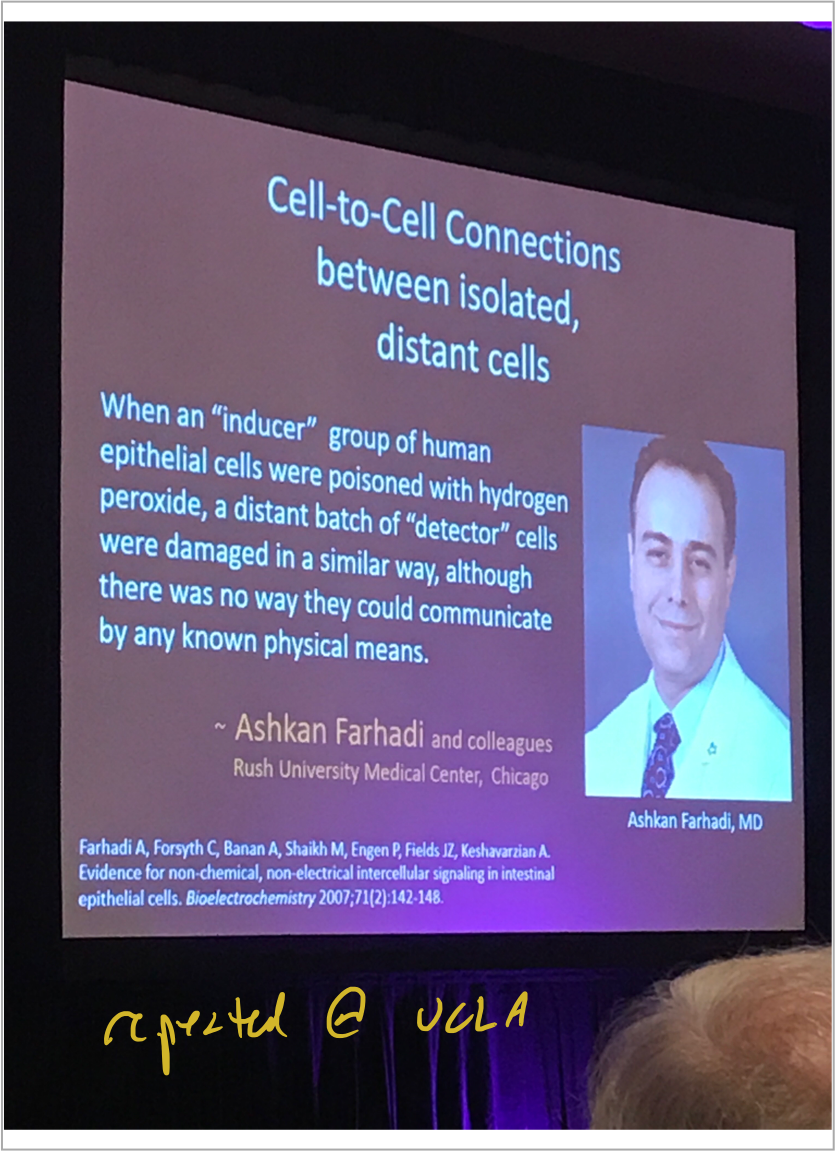 Cell-to-Cell Connections
between isolated,
distant cells
When an “inducer” group of human
epithelial cells were poisoned with hydrogen
peroxide, a distant batch of “detector” cells
were damaged in a similar way, although
there was no way they could communicate
by any known physical means.
~ Ashkan Farhadi and colleagues
Rush University Medical Center, Chicago
Ashkan Farhadi, MD
Farhadi A, Forsyth C, Banan A, Shaikh M, Engen P, Fields JZ, Keshavarzian A.
Evidence for non-chemical, non-electrical intercellular signaling in intestinal
epithelial cells. Bioelectrochemistry 2007;71(2):142-148.
repeated @ UCLA